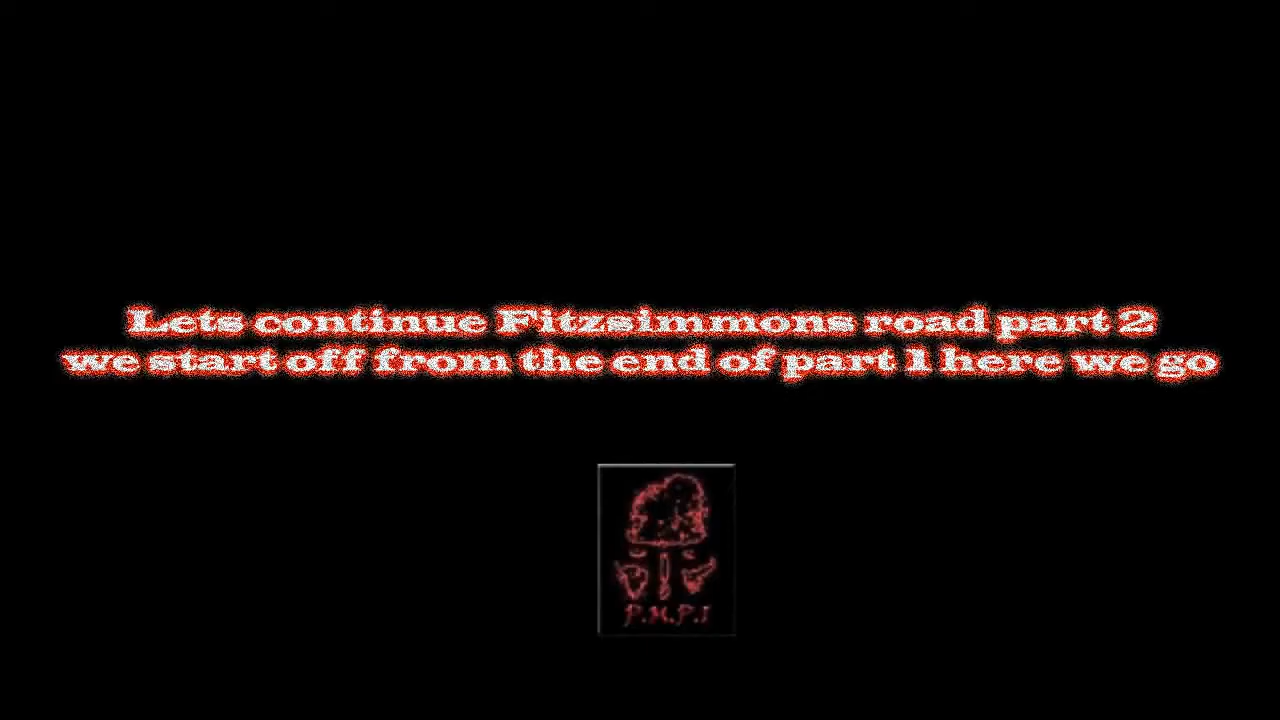 Lets continue Fitzsimmons road part 2
we start off from the end of part 1 here we go
P.M.P.I